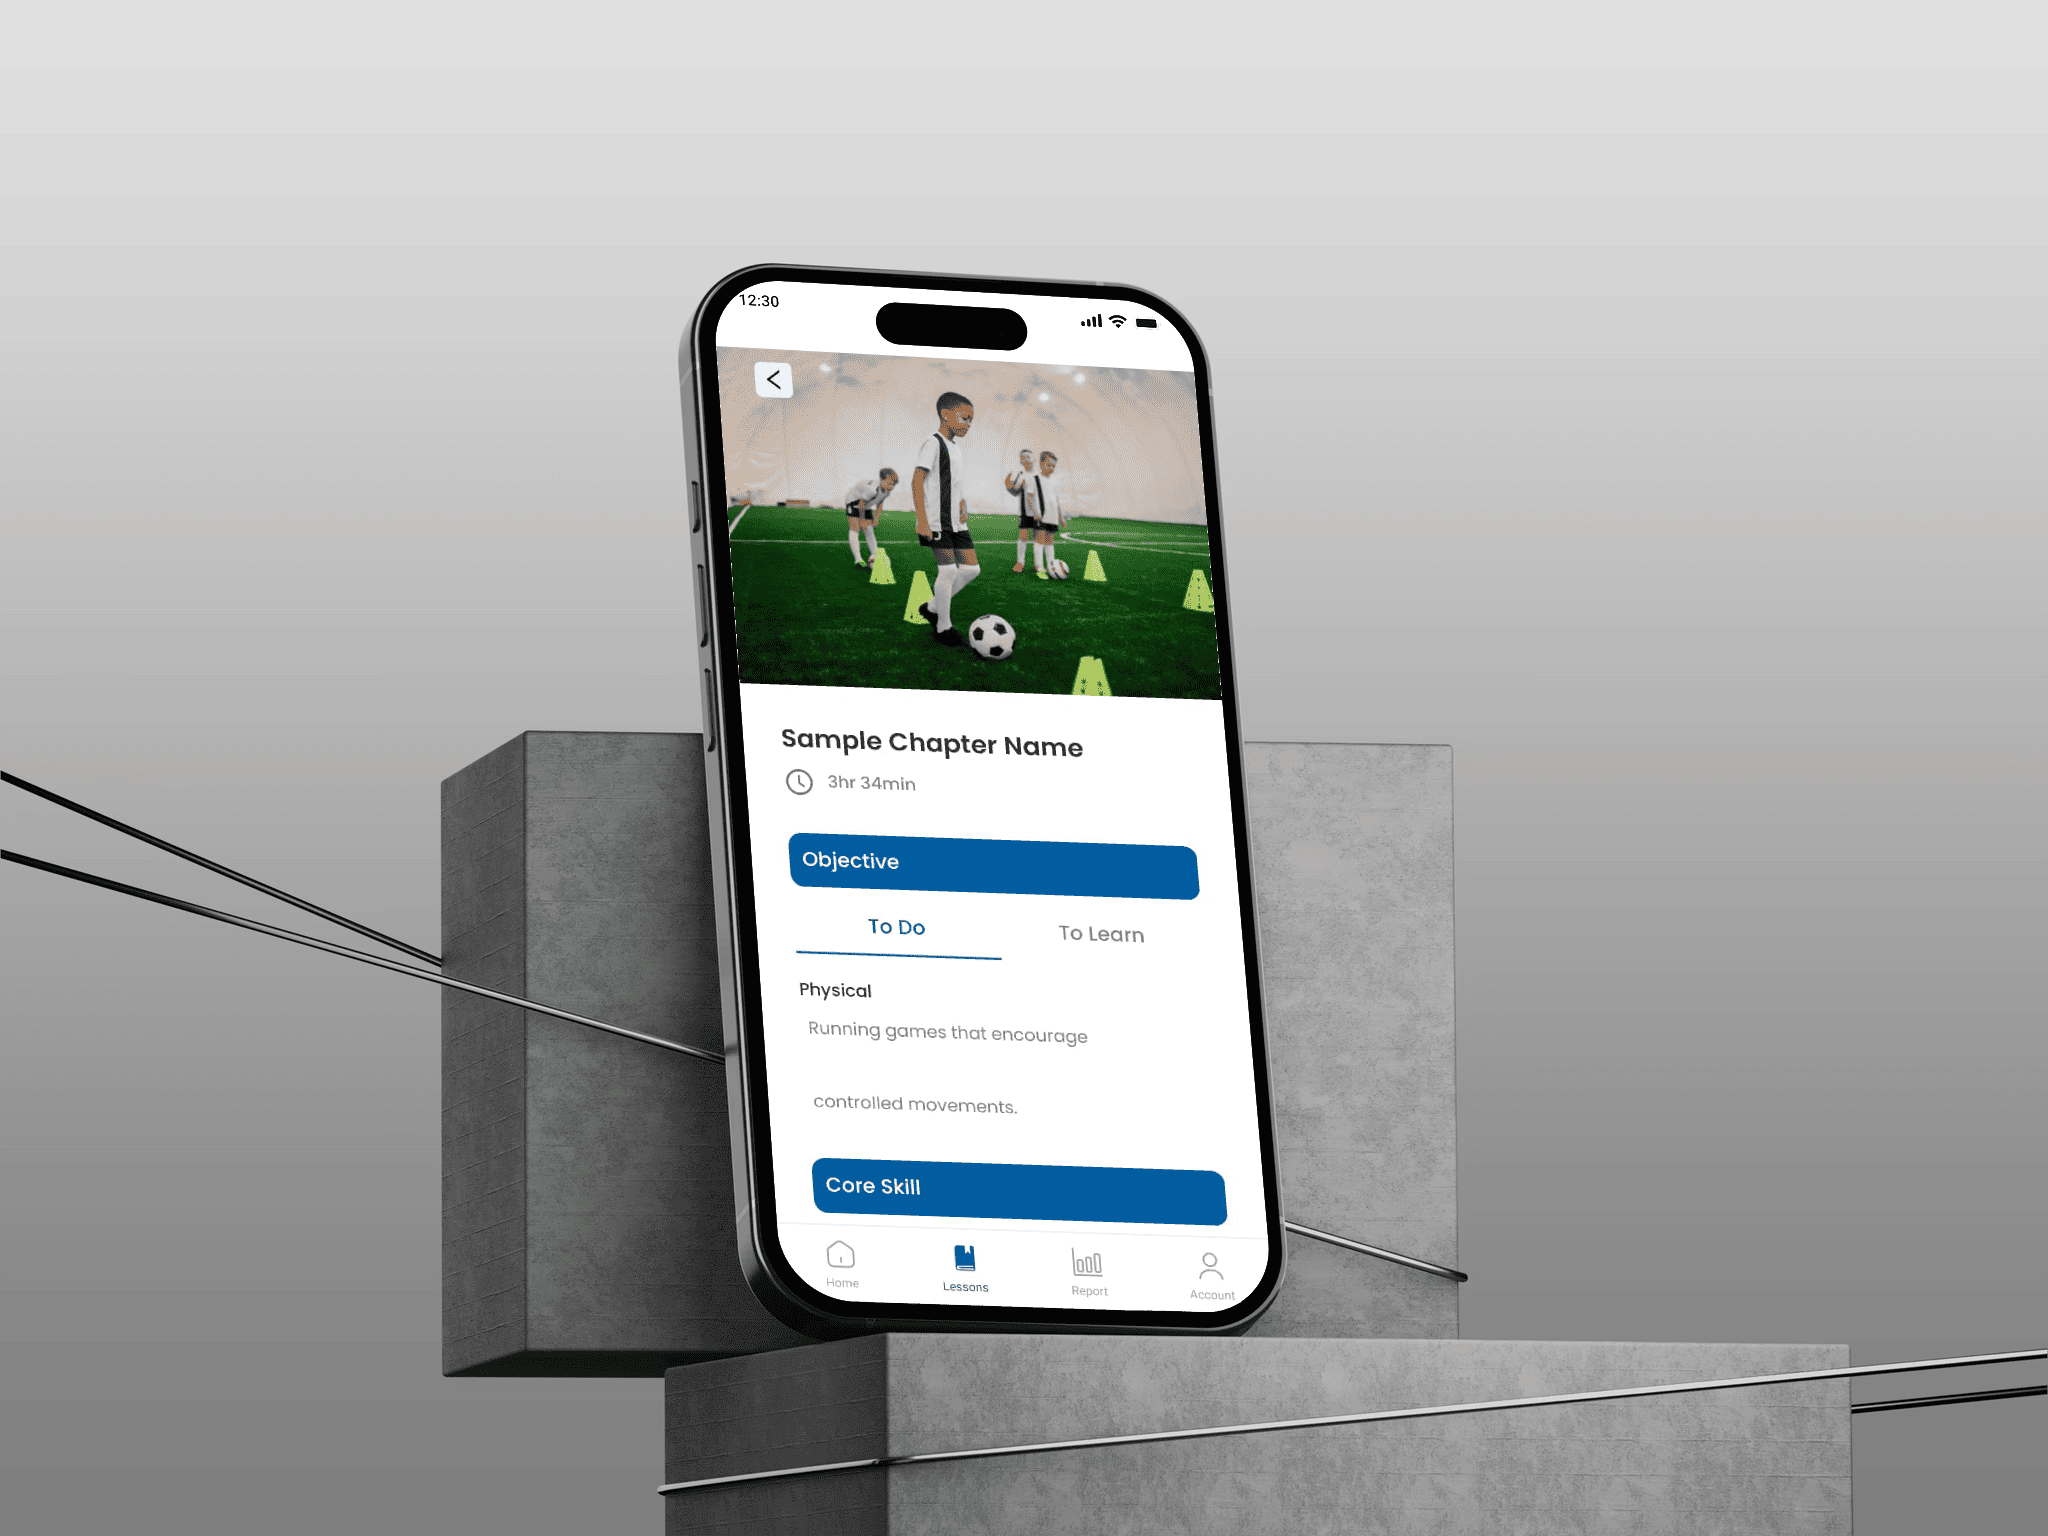 12:30
Sample Chapter Name
3hr 34min
Objective
To Do
To Learn
Physical
Running games that encourage
controlled movements.
Core Skill
Home
Lessons
Report
Account